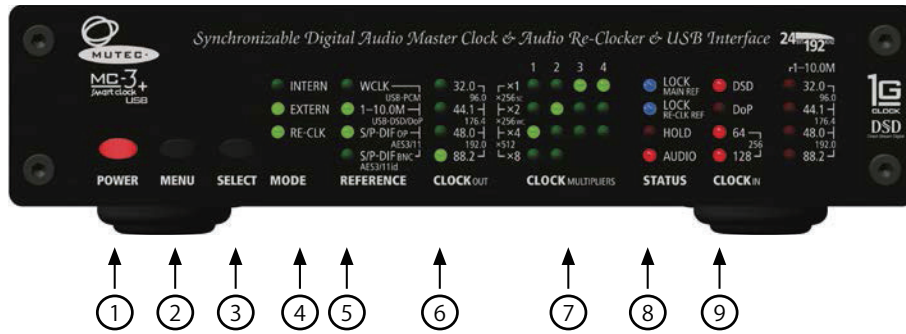 MUTEC
Synchronizable Digital Audio Master Clock & Audio Re-Clocker & USB Interface
24 192
MC-3+
Smart clock
USB
1G
CLOCK
DSD
INTERN
EXTERN
RE-CLK
WCLK
USB-PCM
1-10.0M
USB-DSD/DoP
S/P-DIF OP
AES3/11
S/P-DIF BNC
AES3/11id
32.0
96.0
44.1
176.4
48.0
192.0
88.2
1 2 3 4
×1
×256
×2
×256
×4
×512
×8
LOCK
MAIN REF
LOCK
RE-CLK REF
HOLD
AUDIO
DSD
DoP
64
256
128
r1-10.0M
32.0
96.0
44.1
176.4
48.0
192.0
88.2
POWER MENU SELECT MODE REFERENCE CLOCK OUT CLOCK MULTIPLIERS STATUS CLOCK IN
1 2 3 4 5 6 7 8 9